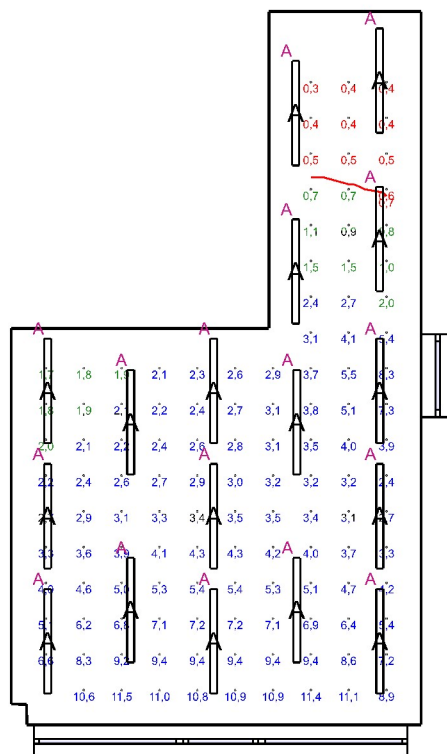 A
A
0,3 0,4 0,4
A A
0,4 0,4 0,4
0,5 0,5 0,5
A
0,7 0,7 0,6
0,7
A
1,1 0,9 0,8
A
1,5 1,5 1,0
A
2,4 2,7 2,0
A A A
3,1 4,1 5,4
A A
1,7 1,8 1,9 2,1 2,3 2,6 2,9 3,7 5,5 8,3
A A A
1,8 1,9 2,1 2,2 2,4 2,7 3,1 3,8 5,1 7,3
A A
2,0 2,1 2,2 2,4 2,6 2,8 3,1 3,5 4,0 3,9
A A A
2,2 2,4 2,6 2,7 2,9 3,0 3,2 3,2 3,2 2,4
A A A
2,9 3,1 3,3 3,4 3,5 3,5 3,4 3,1
A A
3,3 3,6 3,9 4,1 4,3 4,3 4,2 4,0 3,7 3,3
A A A
4,6 5,0 5,3 5,4 5,4 5,3 5,1 4,7 4,2
A A
6,2 6,8 7,1 7,2 7,2 7,1 6,9 6,4 5,4
A A A
6,6 8,3 9,2 9,4 9,4 9,4 9,4 9,4 8,6 7,2
10,6 11,5 11,0 10,8 10,9 10,9 11,4 11,1 8,9